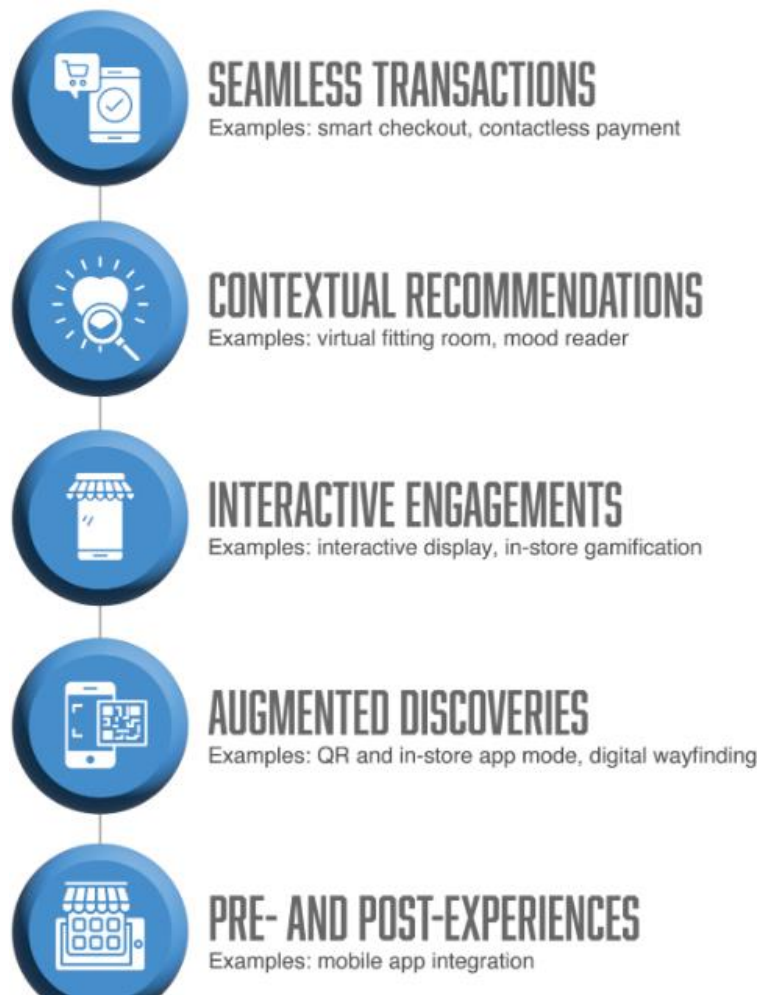 SEAMLESS TRANSACTIONS
Examples: smart checkout, contactless payment
CONTEXTUAL RECOMMENDATIONS
Examples: virtual fitting room, mood reader
INTERACTIVE ENGAGEMENTS
Examples: interactive display, in-store gamification
AUGMENTED DISCOVERIES
Examples: QR and in-store app mode, digital wayfinding
PRE- AND POST-EXPERIENCES
Examples: mobile app integration